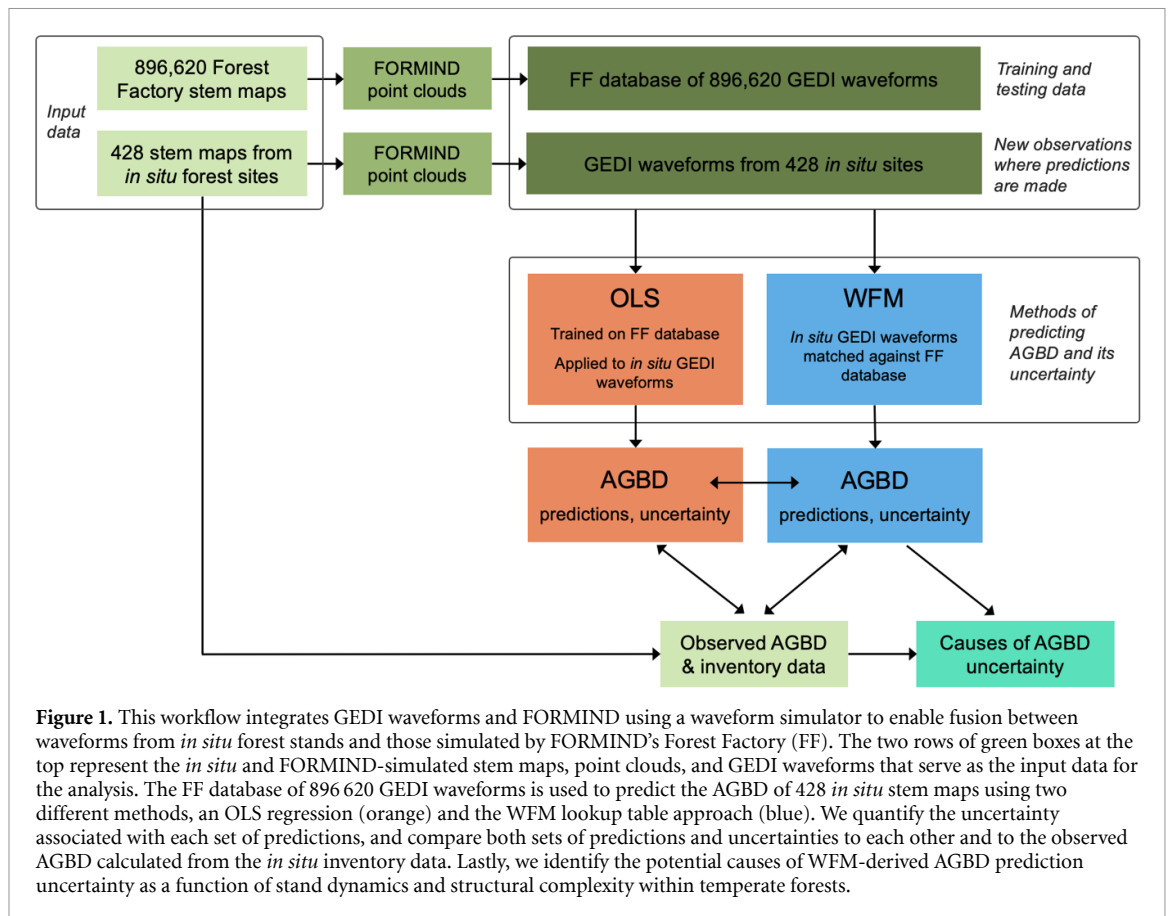 Input
data
896,620 Forest
Factory stem maps
FORMIND
point clouds
FF database of 896,620 GEDI waveforms
Training and
testing data
428 stem maps from
in situ forest sites
FORMIND
point clouds
GEDI waveforms from 428 in situ sites
New observations
where predictions
are made
OLS
Trained on FF database
Applied to in situ GEDI
waveforms
WFM
In situ GEDI waveforms
matched against FF
database
Methods of
predicting
AGBD and its
uncertainty
AGBD
predictions, uncertainty
AGBD
predictions, uncertainty
Observed AGBD
& inventory data
Causes of AGBD
uncertainty
Figure 1. This workflow integrates GEDI waveforms and FORMIND using a waveform simulator to enable fusion between
waveforms from in situ forest stands and those simulated by FORMIND's Forest Factory (FF). The two rows of green boxes at the
top represent the in situ and FORMIND-simulated stem maps, point clouds, and GEDI waveforms that serve as the input data for
the analysis. The FF database of 896 620 GEDI waveforms is used to predict the AGBD of 428 in situ stem maps using two
different methods, an OLS regression (orange) and the WFM lookup table approach (blue). We quantify the uncertainty
associated with each set of predictions, and compare both sets of predictions and uncertainties to each other and to the observed
AGBD calculated from the in situ inventory data. Lastly, we identify the potential causes of WFM-derived AGBD prediction
uncertainty as a function of stand dynamics and structural complexity within temperate forests.